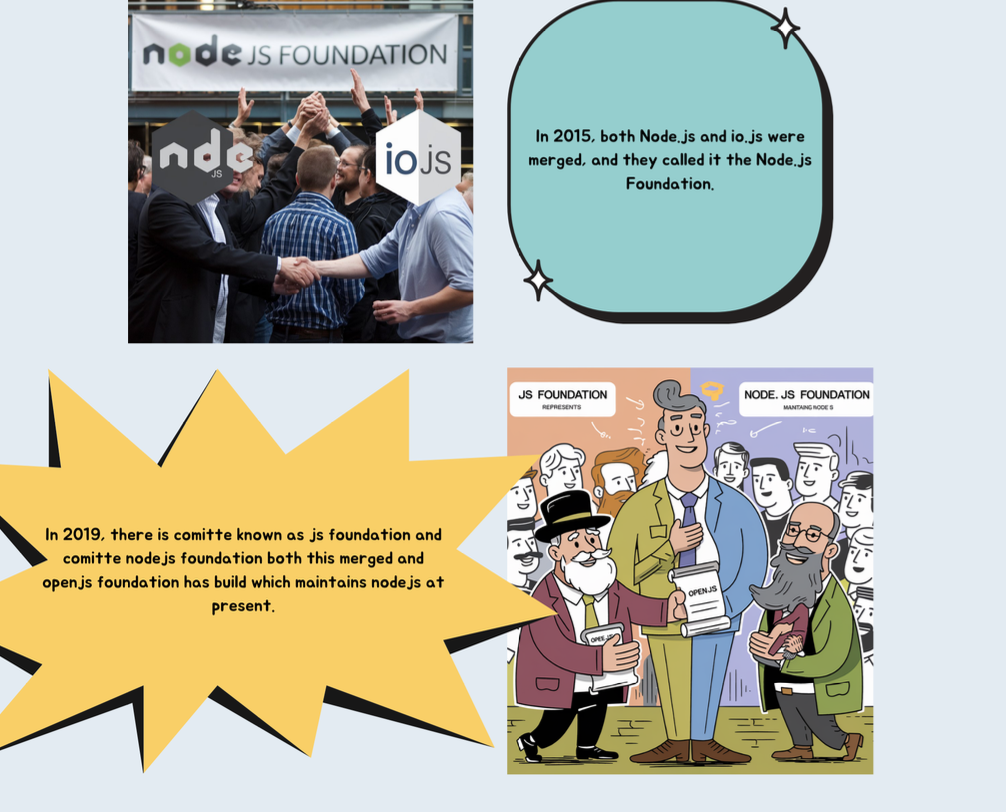 node JS FOUNDATION
node
JS
io.js
In 2015, both Node.js and io.js were
merged, and they called it the Node.js
Foundation.
In 2019, there is comitte known as js foundation and
comitte nodejs foundation both this merged and
openjs foundation has build which maintains nodejs at
present.
JS FOUNDATION
REPRESENTS
NODE. JS FOUNDATION
MANTAING NODE S
OPENJS